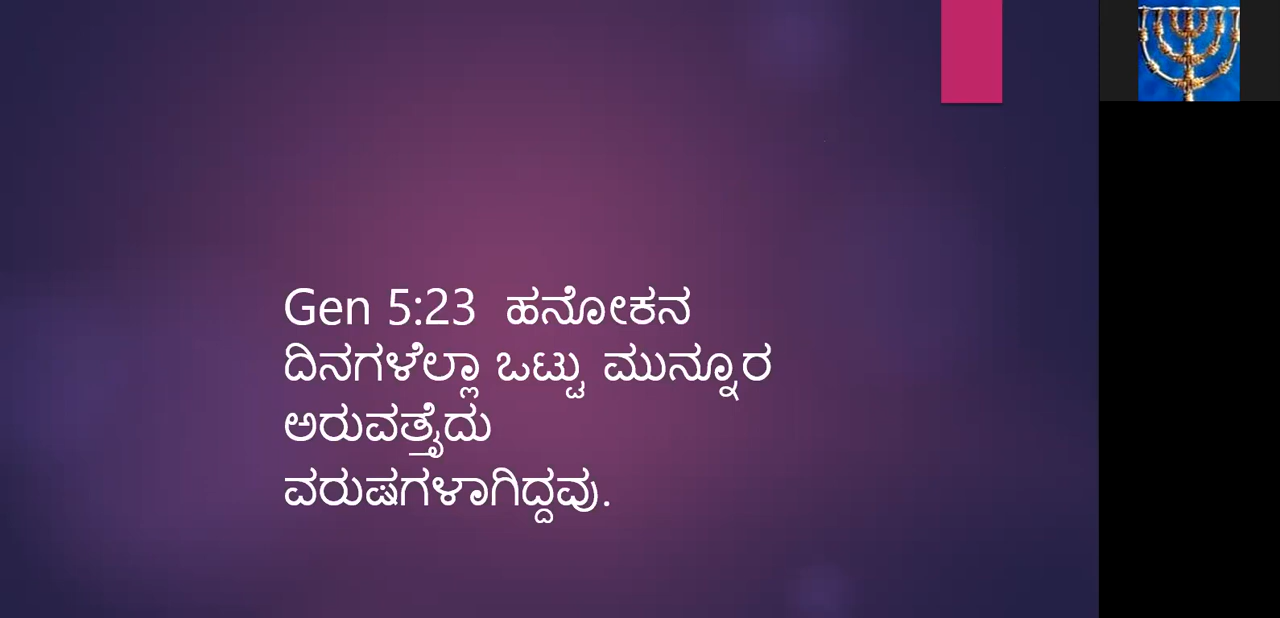 Gen 5:23 ಹನೋಕನ
ದಿನಗಳೆಲ್ಲಾ ಒಟ್ಟು ಮುನ್ನೂರ
ಅರುವತ್ತೈದು
ವರುಷಗಳಾಗಿದ್ದವು.